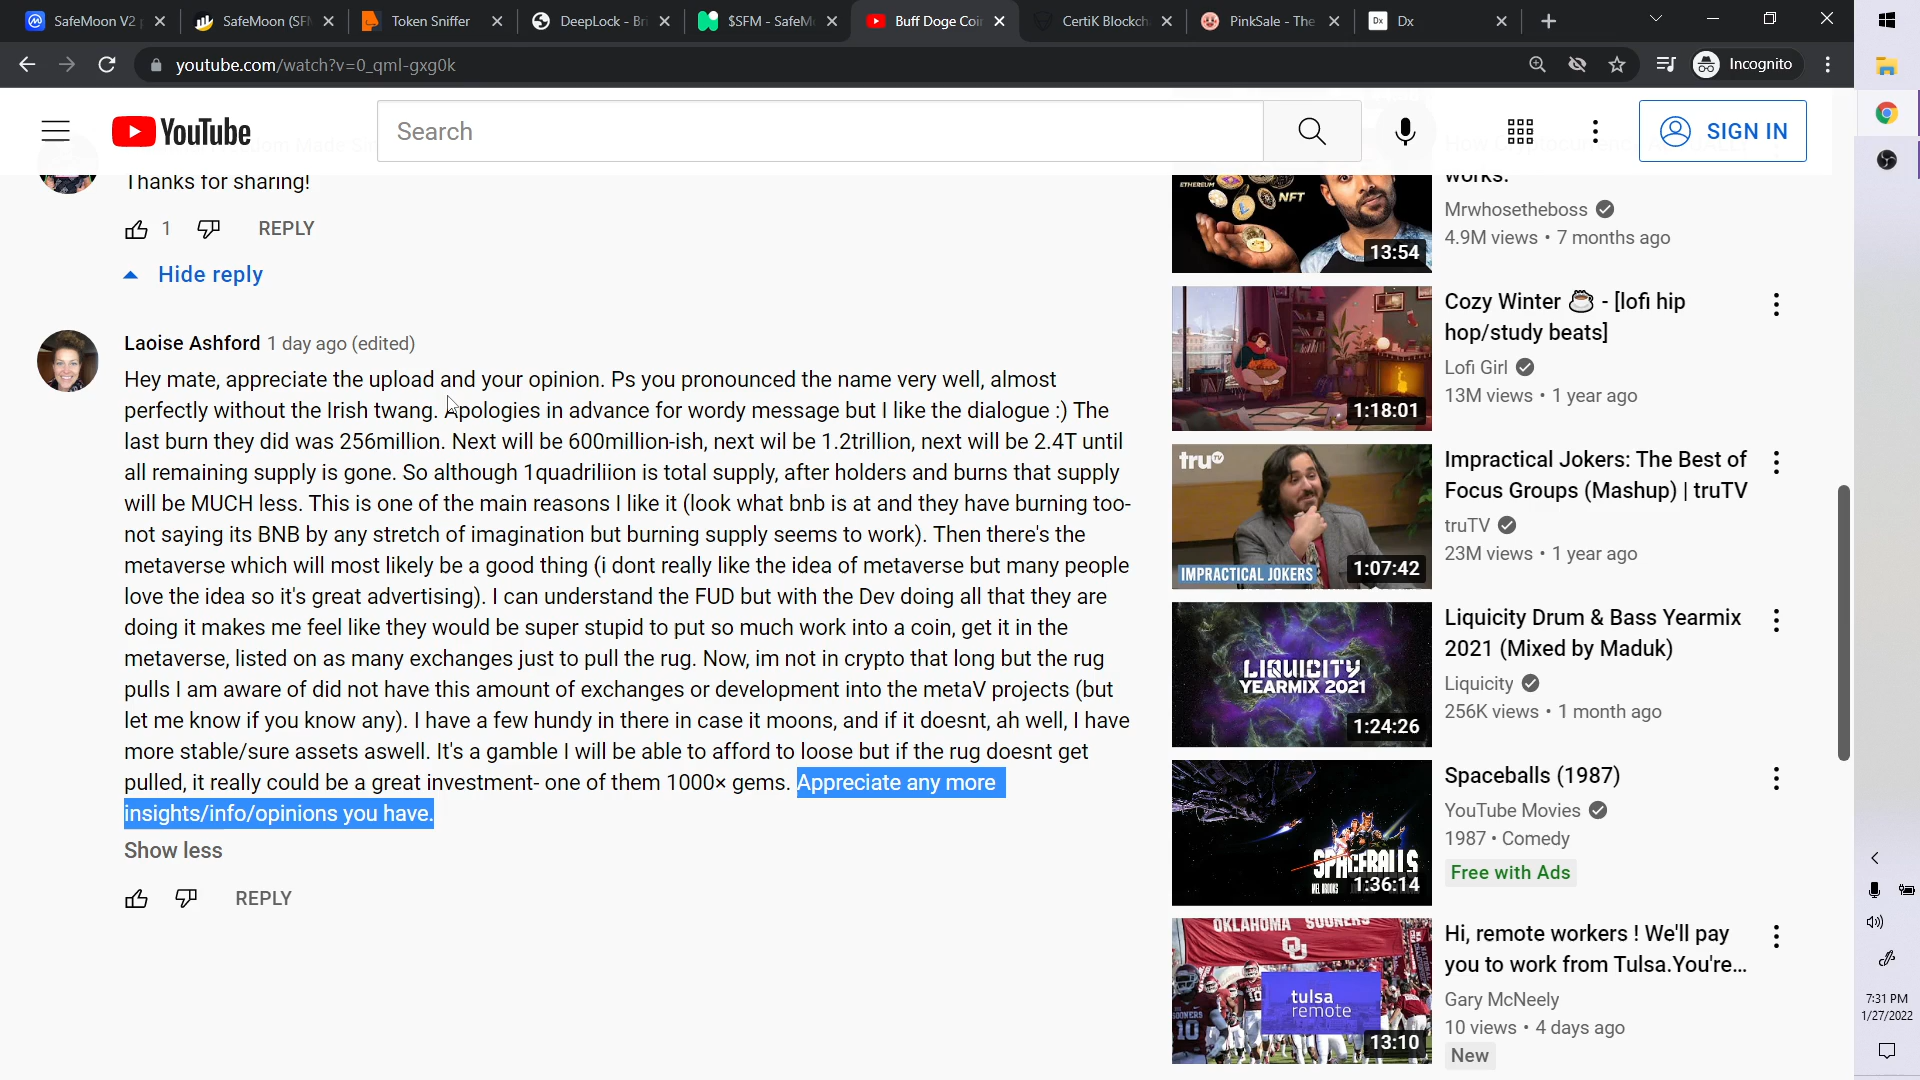 SafeMoon V2
SafeMoon (SF
Token Sniffer
DeepLock - Bri
$SFM - SafeM
Buff Doge Coi
CertiK Blockch
PinkSale - The
Dx
Dx
youtube.com/watch?v=0_qml-gxg0k
Incognito
YouTube
Search
SIGN IN
Thanks for sharing!
1
REPLY
Hide reply
Laoise Ashford 1 day ago (edited)
Hey mate, appreciate the upload and your opinion. Ps you pronounced the name very well, almost
perfectly without the Irish twang. Apologies in advance for wordy message but I like the dialogue :) The
last burn they did was 256million. Next will be 600million-ish, next wil be 1.2trillion, next will be 2.4T until
all remaining supply is gone. So although 1quadriliion is total supply, after holders and burns that supply
will be MUCH less. This is one of the main reasons I like it (look what bnb is at and they have burning too-
not saying its BNB by any stretch of imagination but burning supply seems to work). Then there's the
metaverse which will most likely be a good thing (i dont really like the idea of metaverse but many people
love the idea so it's great advertising). I can understand the FUD but with the Dev doing all that they are
doing it makes me feel like they would be super stupid to put so much work into a coin, get it in the
metaverse, listed on as many exchanges just to pull the rug. Now, im not in crypto that long but the rug
pulls I am aware of did not have this amount of exchanges or development into the metaV projects (but
let me know if you know any). I have a few hundy in there in case it moons, and if it doesnt, ah well, I have
more stable/sure assets aswell. It's a gamble I will be able to afford to loose but if the rug doesnt get
pulled, it really could be a great investment- one of them 1000× gems. Appreciate any more
insights/info/opinions you have.
Show less
REPLY
ETHEREUM
NFT
13:54
works.
Mrwhosetheboss
4.9M views • 7 months ago
1:18:01
Cozy Winter ☕ - [lofi hip
hop/study beats]
Lofi Girl
13M views • 1 year ago
truTV
IMPRACTICAL JOKERS
1:07:42
Impractical Jokers: The Best of
Focus Groups (Mashup) | truTV
truTV
23M views • 1 year ago
LIQUICITY
YEARMIX 2021
1:24:26
Liquicity Drum & Bass Yearmix
2021 (Mixed by Maduk)
Liquicity
256K views • 1 month ago
SPACEBALLS
MEL BROOKS
1:36:14
Spaceballs (1987)
YouTube Movies
1987 • Comedy
Free with Ads
OKLAHOMA SOONERS
tulsa
remote
13:10
Hi, remote workers ! We'll pay
you to work from Tulsa.You're...
Gary McNeely
10 views • 4 days ago
New
7:31 PM
1/27/2022